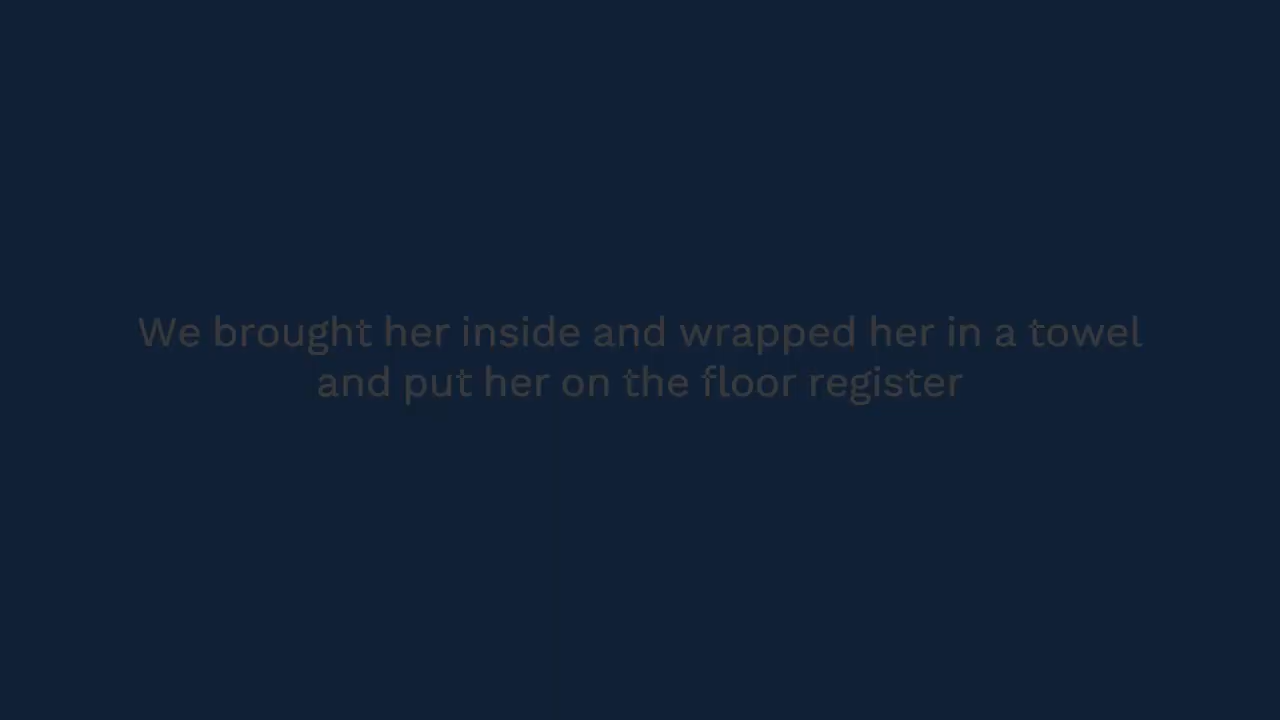 We brought her inside and wrapped her in a towel
and put her on the floor register